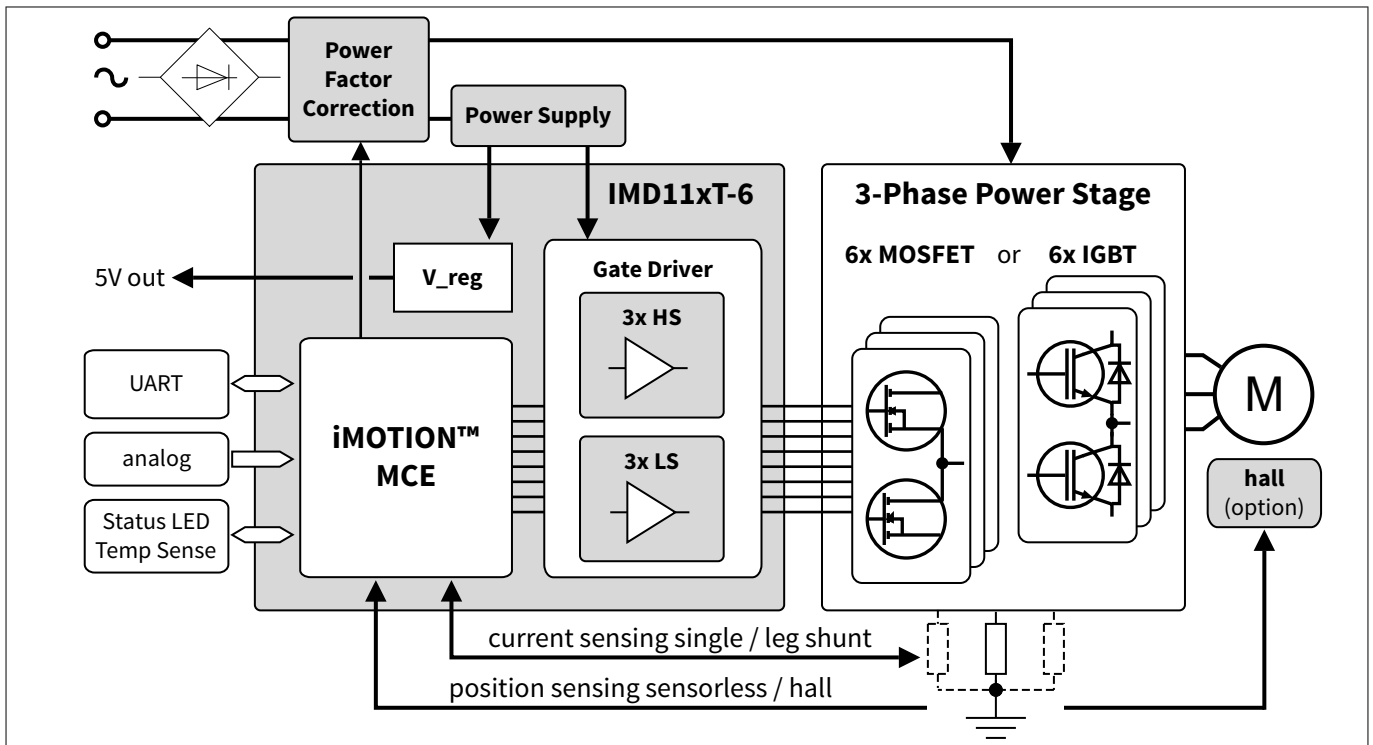 Power
Factor
Correction
Power Supply
IMD11xT-6
3-Phase Power Stage
6x MOSFET or 6x IGBT
Gate Driver
5V out
V_reg
3x HS
UART
iMOTION™
MCE
M
analog
3x LS
hall
(option)
Status LED
Temp Sense
current sensing single / leg shunt
position sensing sensorless / hall